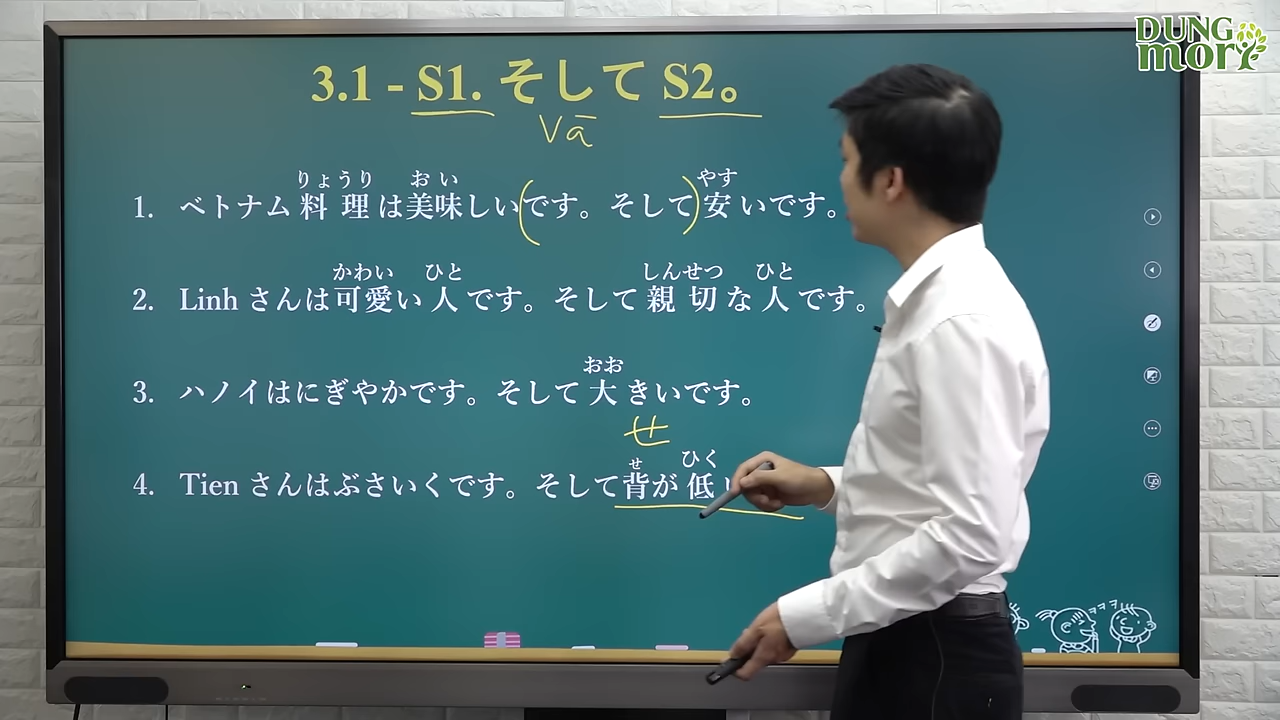 DUNG
mori
3.1 - S1. そして S2。
Và
りょうり おい やす
1. ベトナム料理は美味しいです。そして安いです。
かわい ひと しんせつ ひと
2. Linh さんは可愛い人です。そして親切な人です。
おお
3. ハノイはにぎやかです。そして大きいです。
せ
せ ひく
4. Tien さんはぶさいくです。そして背が低